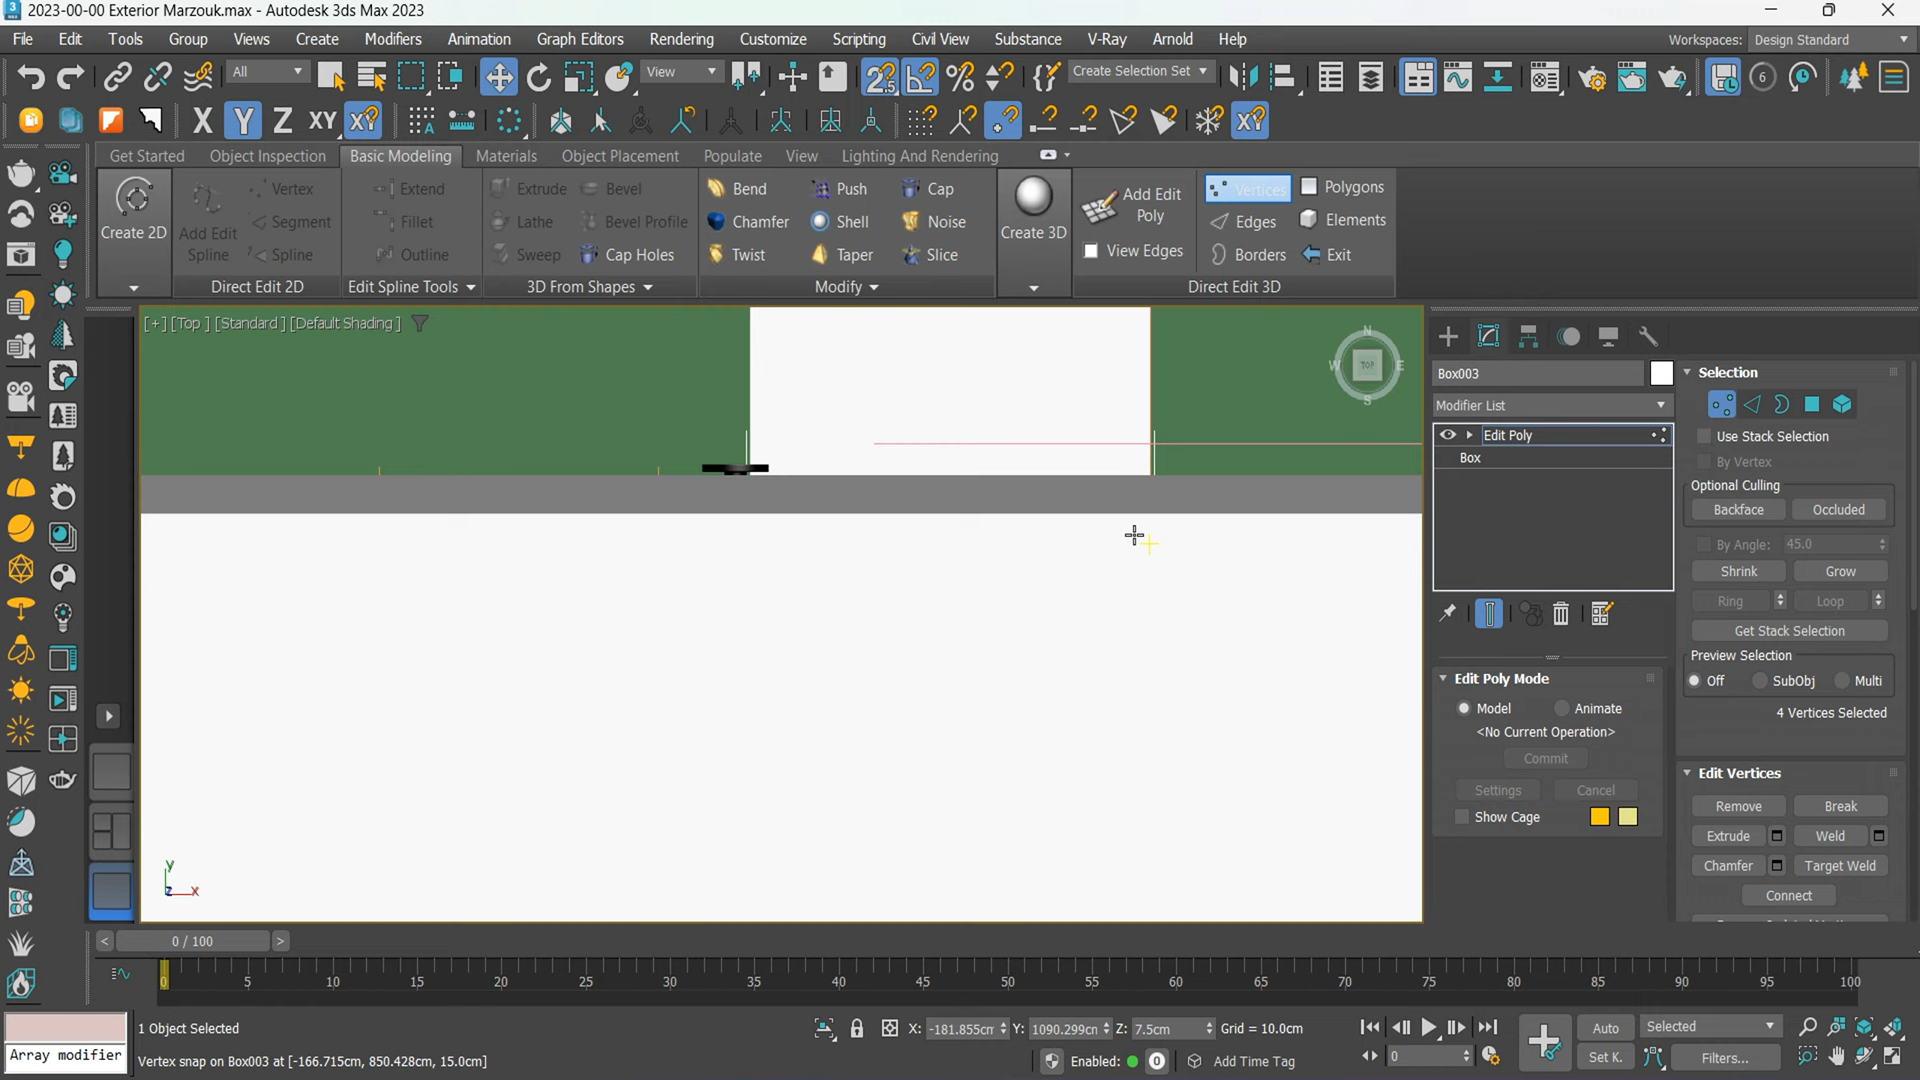 2023-00-00 Exterior Marzouk.max - Autodesk 3ds Max 2023
File Edit Tools Group Views Create Modifiers Animation Graph Editors Rendering Customize Scripting Civil View Substance V-Ray Arnold Help Workspaces: Design Standard
All View Create Selection Set 6
X Y Z XY XY
Get Started Object Inspection Basic Modeling Materials Object Placement Populate View Lighting And Rendering
Vertex Extend Extrude Bevel Bend Push Cap Vertices Polygons
Add Edit Poly
Create 2D Add Edit Spline Segment Fillet Lathe Bevel Profile Chamfer Shell Noise Create 3D Edges Elements
Spline Outline Sweep Cap Holes Twist Taper Slice View Edges Borders Exit
Direct Edit 2D Edit Spline Tools 3D From Shapes Modify Direct Edit 3D
[+] [Top ] [Standard ] [Default Shading ]
N
W TOP E
S
Box003
Modifier List
Edit Poly
Box
Selection
Use Stack Selection
By Vertex
Optional Culling
Backface Occluded
By Angle: 45.0
Shrink Grow
Ring Loop
Get Stack Selection
Preview Selection
Off SubObj Multi
4 Vertices Selected
Edit Poly Mode
Model Animate
<No Current Operation>
Commit
Settings Cancel
Show Cage
Edit Vertices
Remove Break
Extrude Weld
Chamfer Target Weld
Connect
y
z x
< 0 / 100 >
0 5 10 15 20 25 30 35 40 45 50 55 60 65 70 75 80 85 90 95 100
Array modifier
1 Object Selected
Vertex snap on Box003 at [-166.715cm, 850.428cm, 15.0cm]
X: -181.855cm Y: 1090.299cm Z: 7.5cm Grid = 10.0cm
Enabled: 0 Add Time Tag
0
Auto Selected
Set K. Filters...